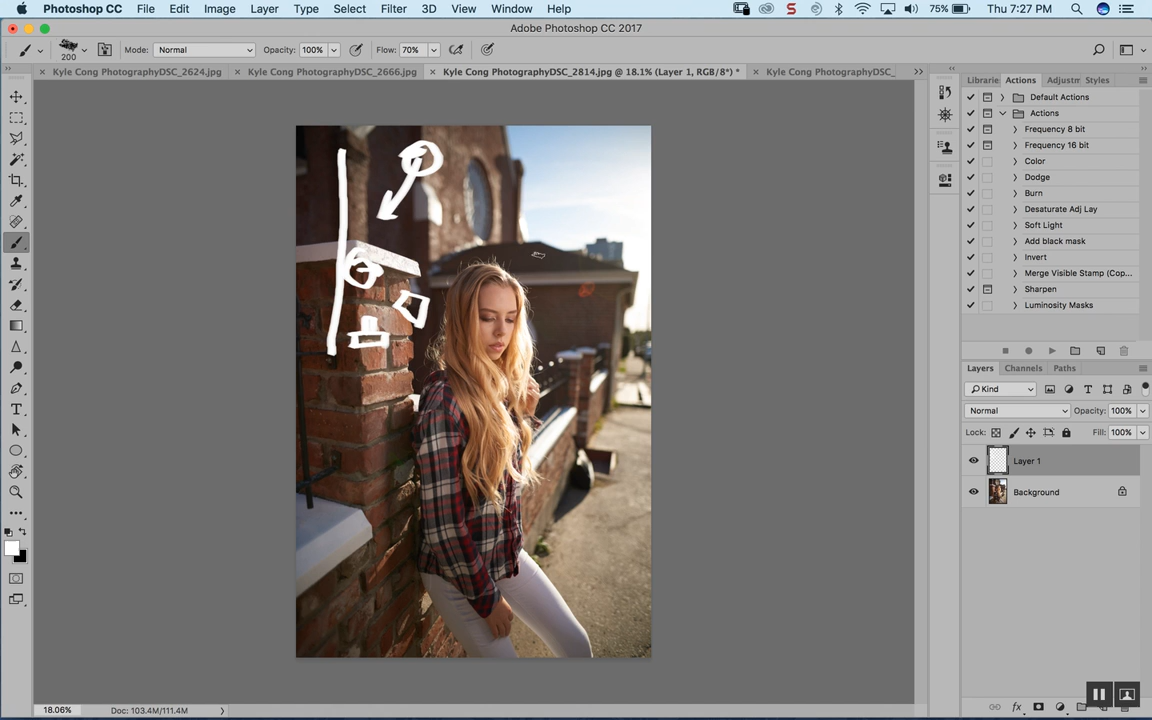 Photoshop CC File Edit Image Layer Type Select Filter 3D View Window Help 75% Thu 7:27 PM
Adobe Photoshop CC 2017
200 Mode: Normal Opacity: 100% Flow: 70%
Kyle Cong PhotographyDSC_2624.jpg Kyle Cong PhotographyDSC_2666.jpg Kyle Cong PhotographyDSC_2814.jpg @ 18.1% (Layer 1, RGB/8*) * Kyle Cong PhotographyDSC_
Librarie Actions Adjustm Styles
Default Actions
Actions
Frequency 8 bit
Frequency 16 bit
Color
Dodge
Burn
Desaturate Adj Lay
Soft Light
Add black mask
Invert
Merge Visible Stamp (Cop...
Sharpen
Luminosity Masks
Layers Channels Paths
Kind
Normal Opacity: 100%
Lock: Fill: 100%
Layer 1
Background
18.06% Doc: 103.4M/111.4M